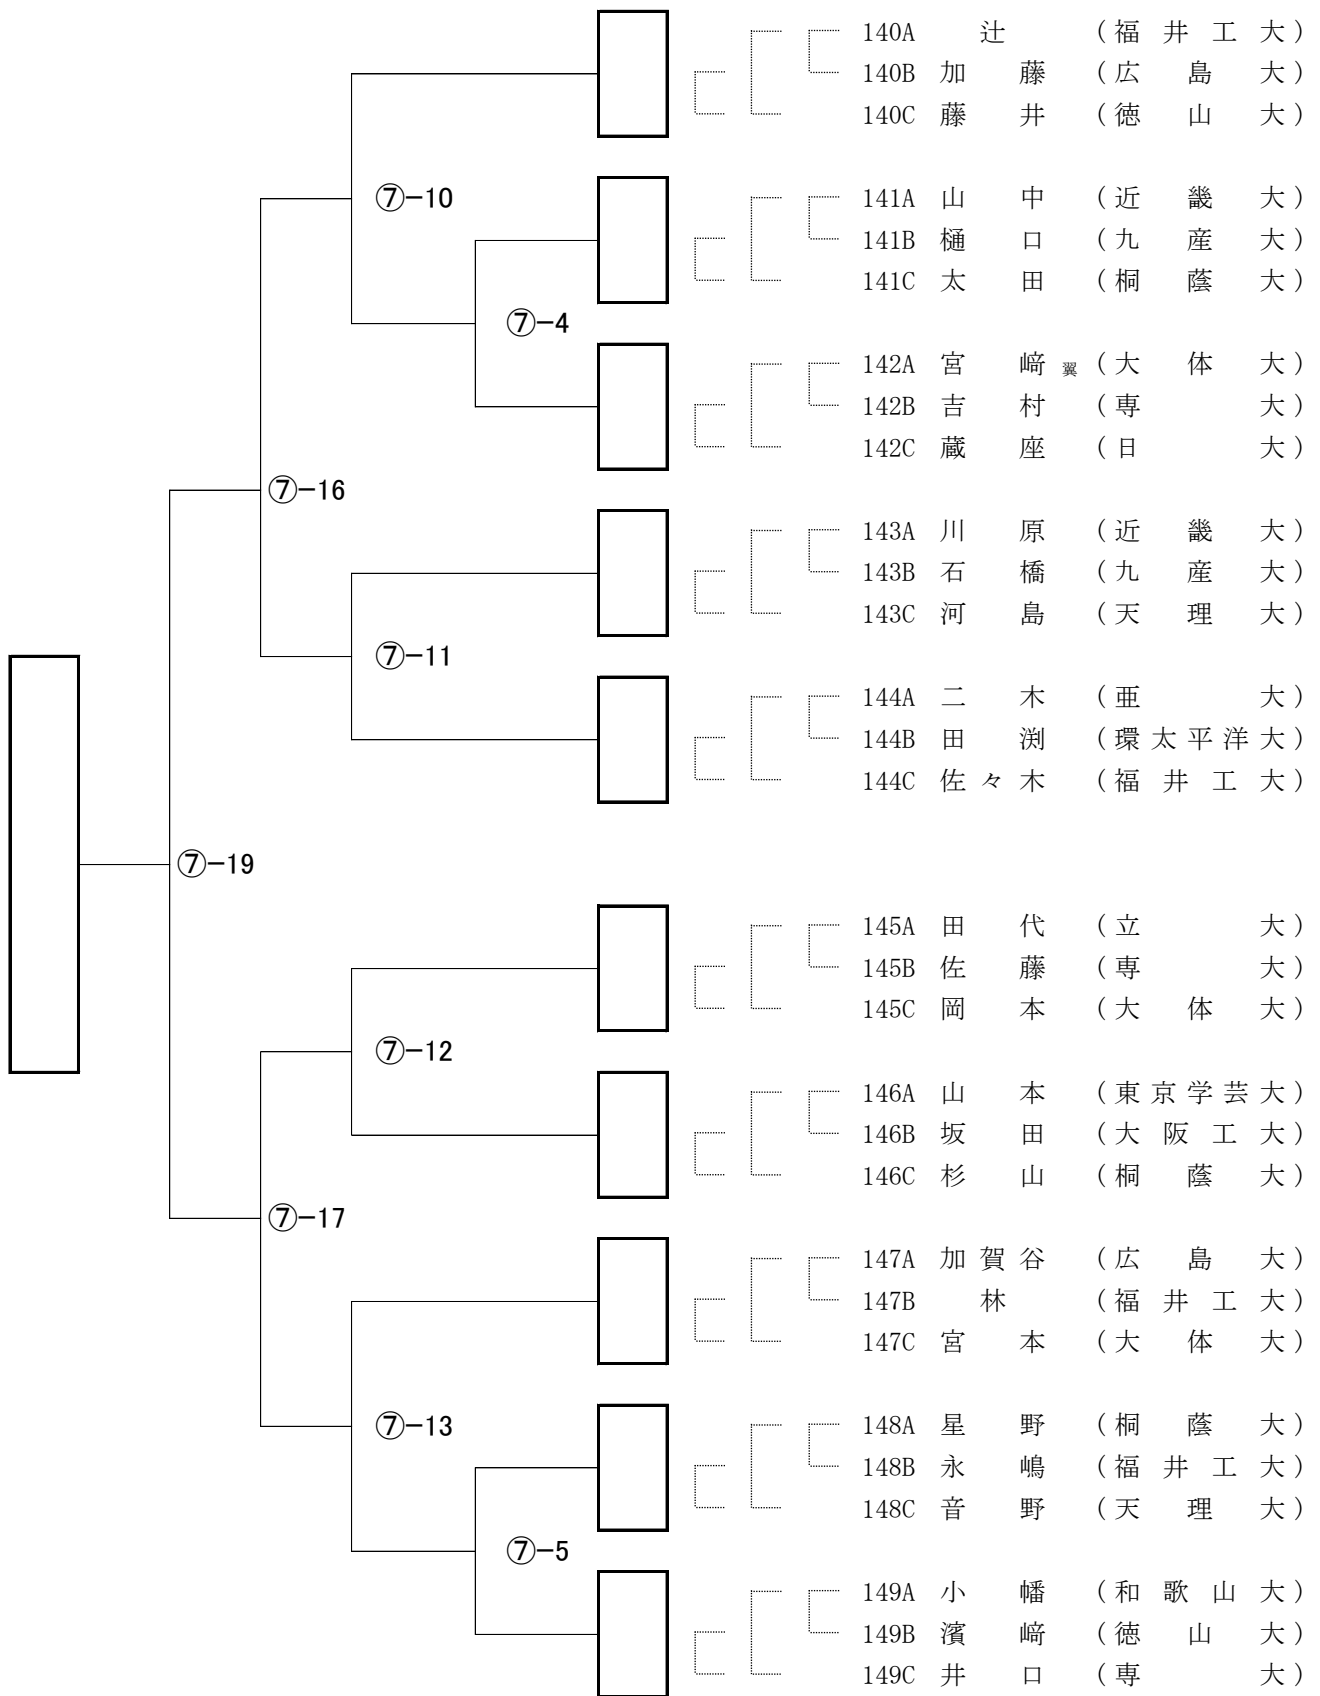 140A 辻 (福井工大)
140B 加藤 (広島大)
140C 藤井 (徳山大)
141A 山中 (近畿大)
⑦-10
141B 樋口 (九産大)
141C 太田 (桐蔭大)
⑦-4
142A 宮﨑 翼 (大体大)
142B 吉村 (専大)
142C 蔵座 (日大)
⑦-16
143A 川原 (近畿大)
143B 石橋 (九産大)
143C 河島 (天理大)
⑦-11
144A 二木 (亜大)
144B 田渕 (環太平洋大)
144C 佐々木 (福井工大)
⑦-19
145A 田代 (立大)
145B 佐藤 (専大)
145C 岡本 (大体大)
⑦-12
146A 山本 (東京学芸大)
146B 坂田 (大阪工大)
146C 杉山 (桐蔭大)
⑦-17
147A 加賀谷 (広島大)
147B 林 (福井工大)
147C 宮本 (大体大)
⑦-13
148A 星野 (桐蔭大)
148B 永嶋 (福井工大)
148C 音野 (天理大)
⑦-5
149A 小幡 (和歌山大)
149B 濱﨑 (徳山大)
149C 井口 (専大)